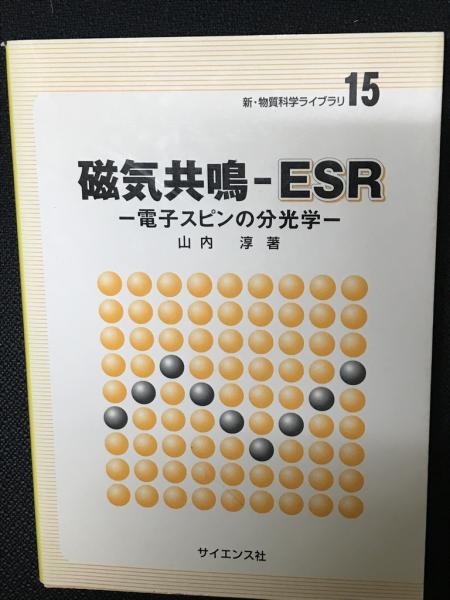 新・物質科学ライブラリ 15
磁気共鳴－ESR
－電子スピンの分光学－
山内 淳 著
サイエンス社